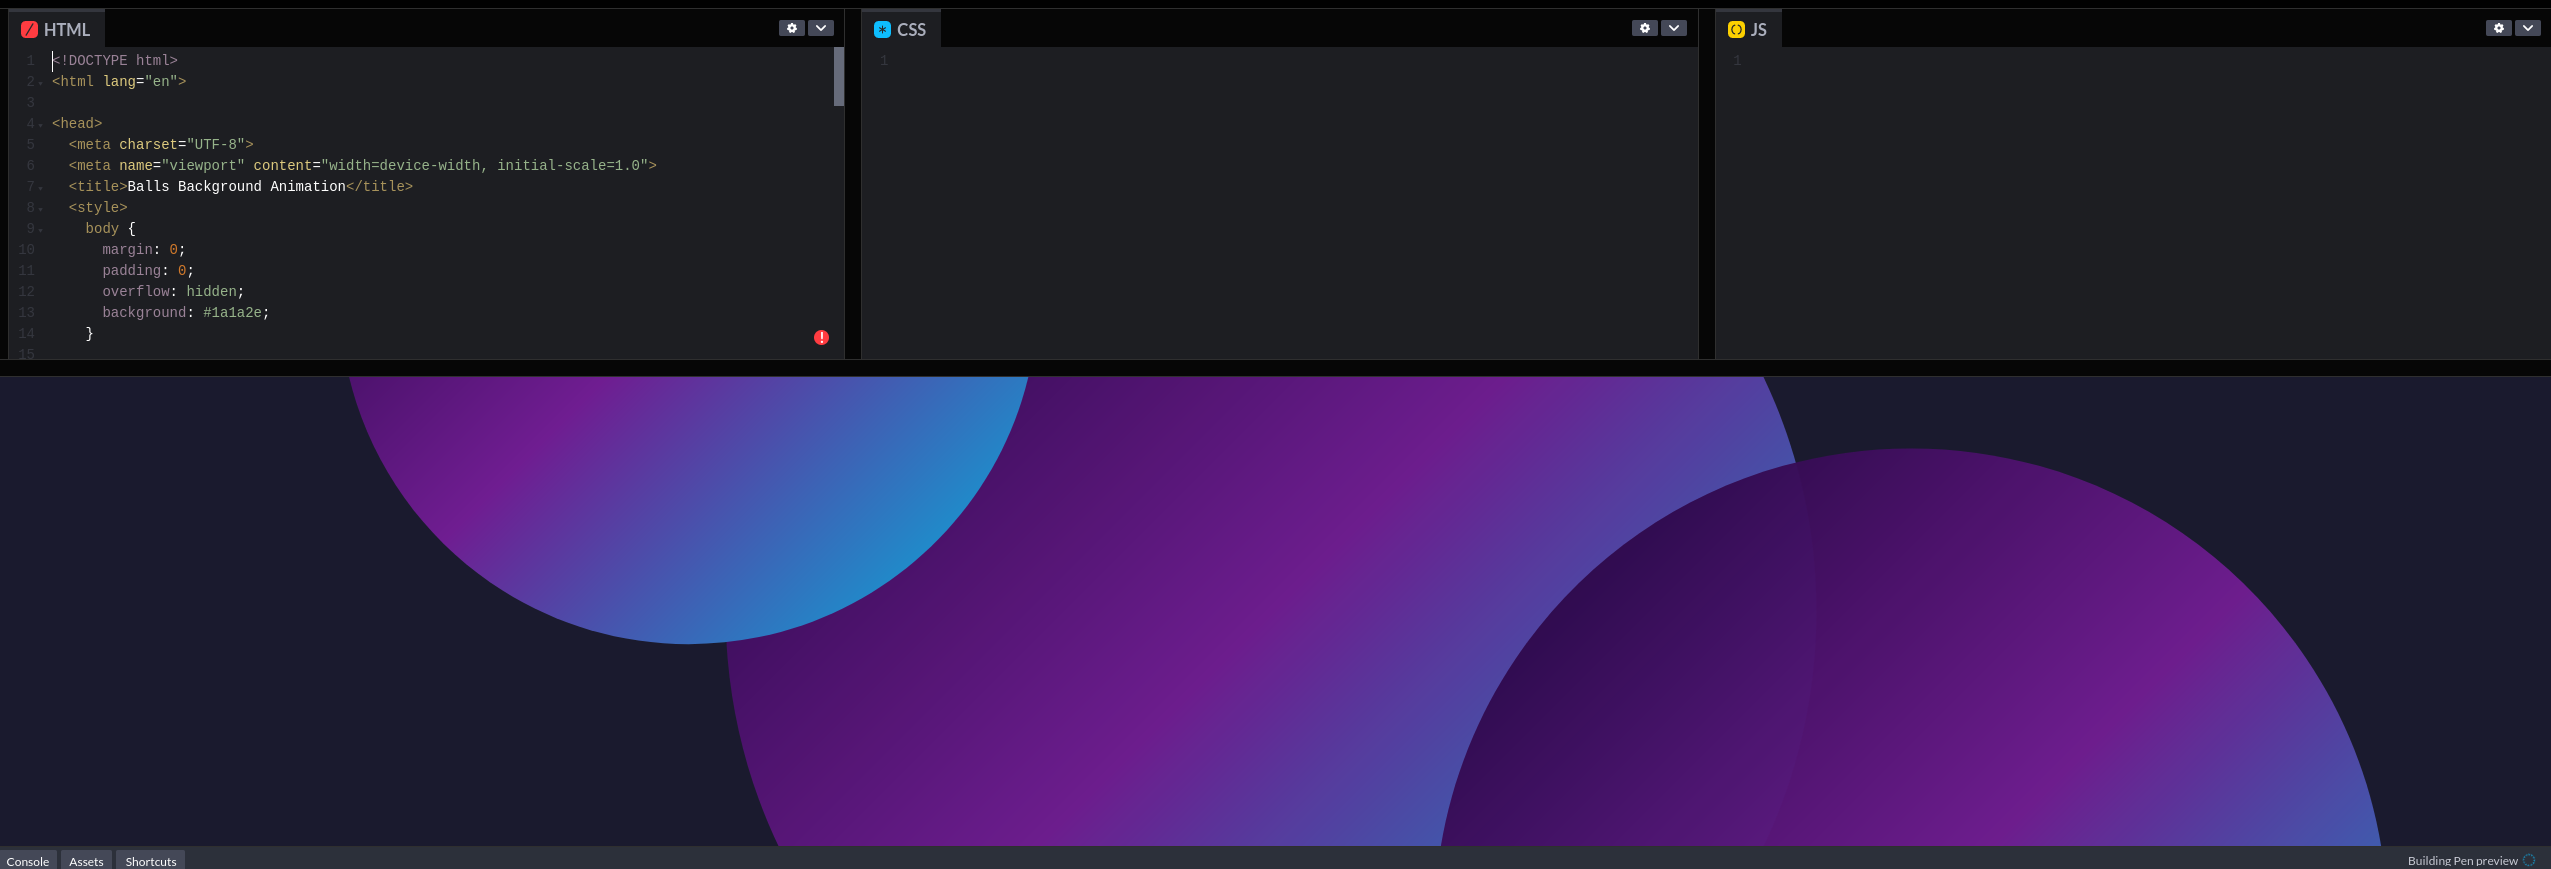 HTML
1 <!DOCTYPE html>
2 <html lang="en">
3
4 <head>
5 <meta charset="UTF-8">
6 <meta name="viewport" content="width=device-width, initial-scale=1.0">
7 <title>Balls Background Animation</title>
8 <style>
9 body {
10 margin: 0;
11 padding: 0;
12 overflow: hidden;
13 background: #1a1a2e;
14 }
15
CSS
1
JS
1
Console Assets Shortcuts
Building Pen preview